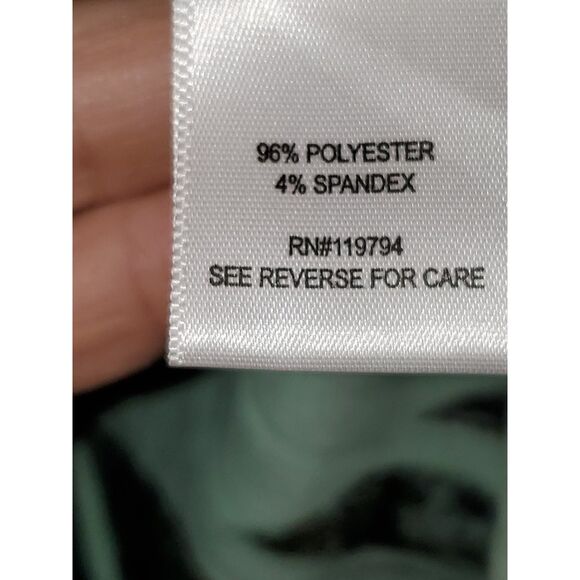 96% POLYESTER
4% SPANDEX
RN#119794
SEE REVERSE FOR CARE